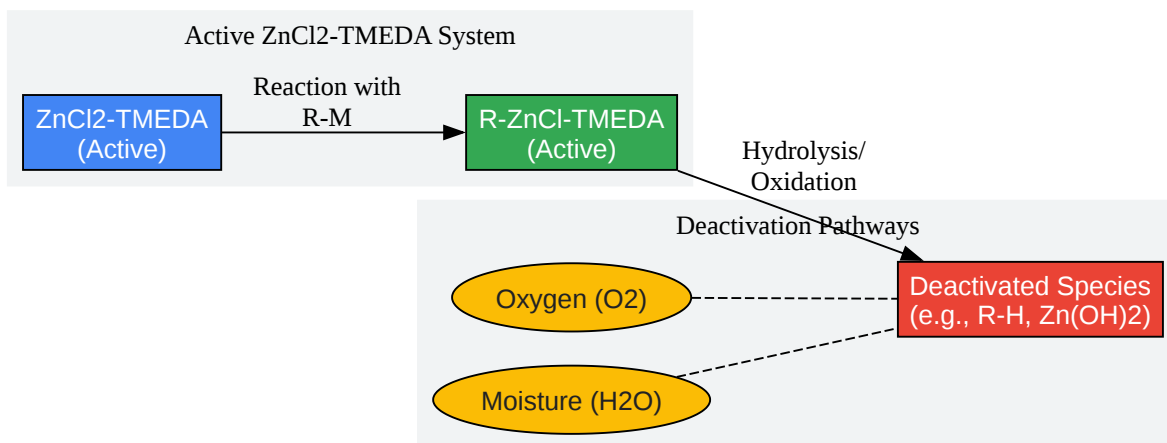 Active ZnCl2-TMEDA System
ZnCl2-TMEDA
(Active)
Reaction with
R-M
R-ZnCl-TMEDA
(Active)
Hydrolysis/
Oxidation
Deactivation Pathways
Oxygen (O2)
Moisture (H2O)
Deactivated Species
(e.g., R-H, Zn(OH)2)